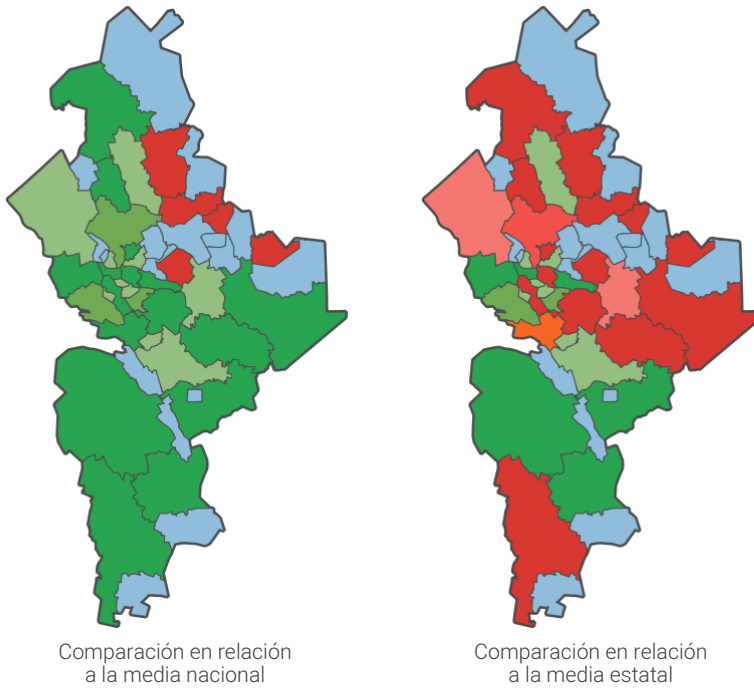 Comparación en relación
a la media nacional
Comparación en relación
a la media estatal